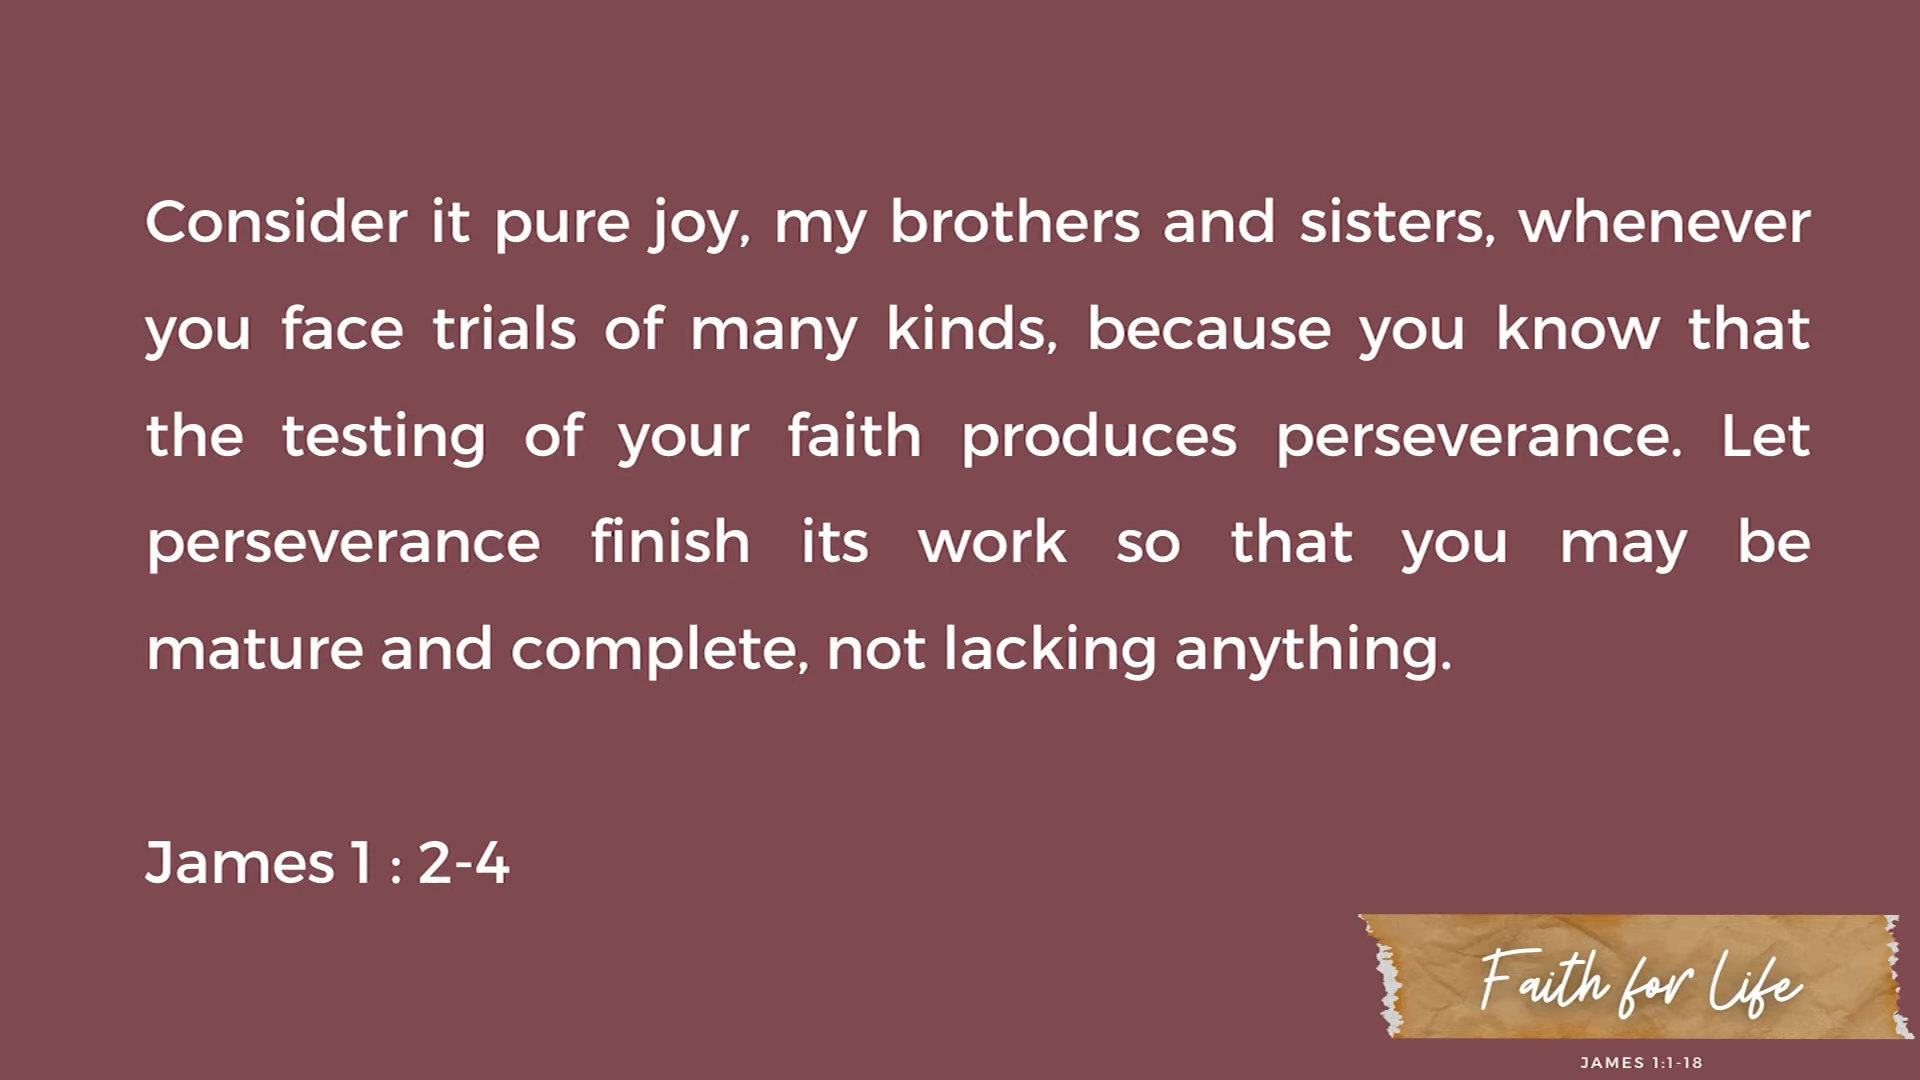 Consider it pure joy, my brothers and sisters, whenever
you face trials of many kinds, because you know that
the testing of your faith produces perseverance. Let
perseverance finish its work so that you may be
mature and complete, not lacking anything.
James 1 : 2-4
Faith for Life
JAMES 1:1-18